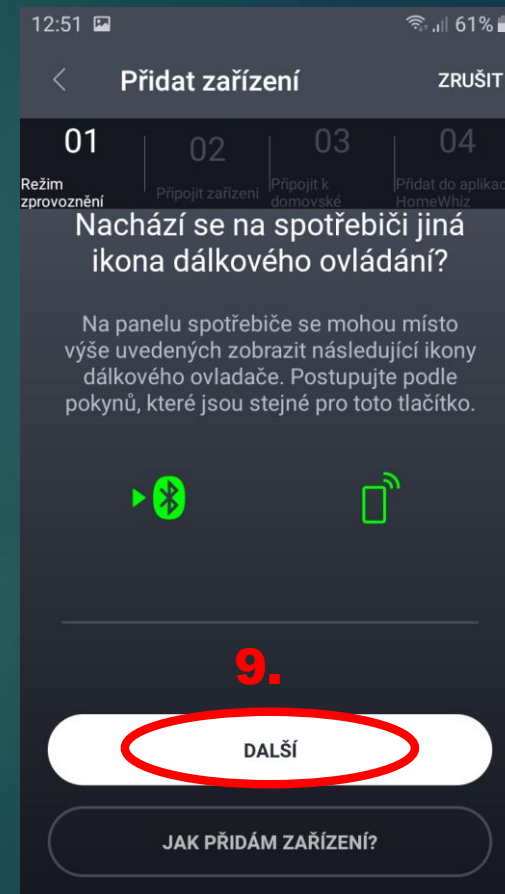 12:51 61%
Přidat zařízení ZRUŠIT
01 02 03 04
Režim zprovoznění
Připojit zařízení
Připojit k domovské
Přidat do aplikac HomeWhiz
Nachází se na spotřebiči jiná
ikona dálkového ovládání?
Na panelu spotřebiče se mohou místo
výše uvedených zobrazit následující ikony
dálkového ovladače. Postupujte podle
pokynů, které jsou stejné pro toto tlačítko.
9.
DALŠÍ
JAK PŘIDÁM ZAŘÍZENÍ?